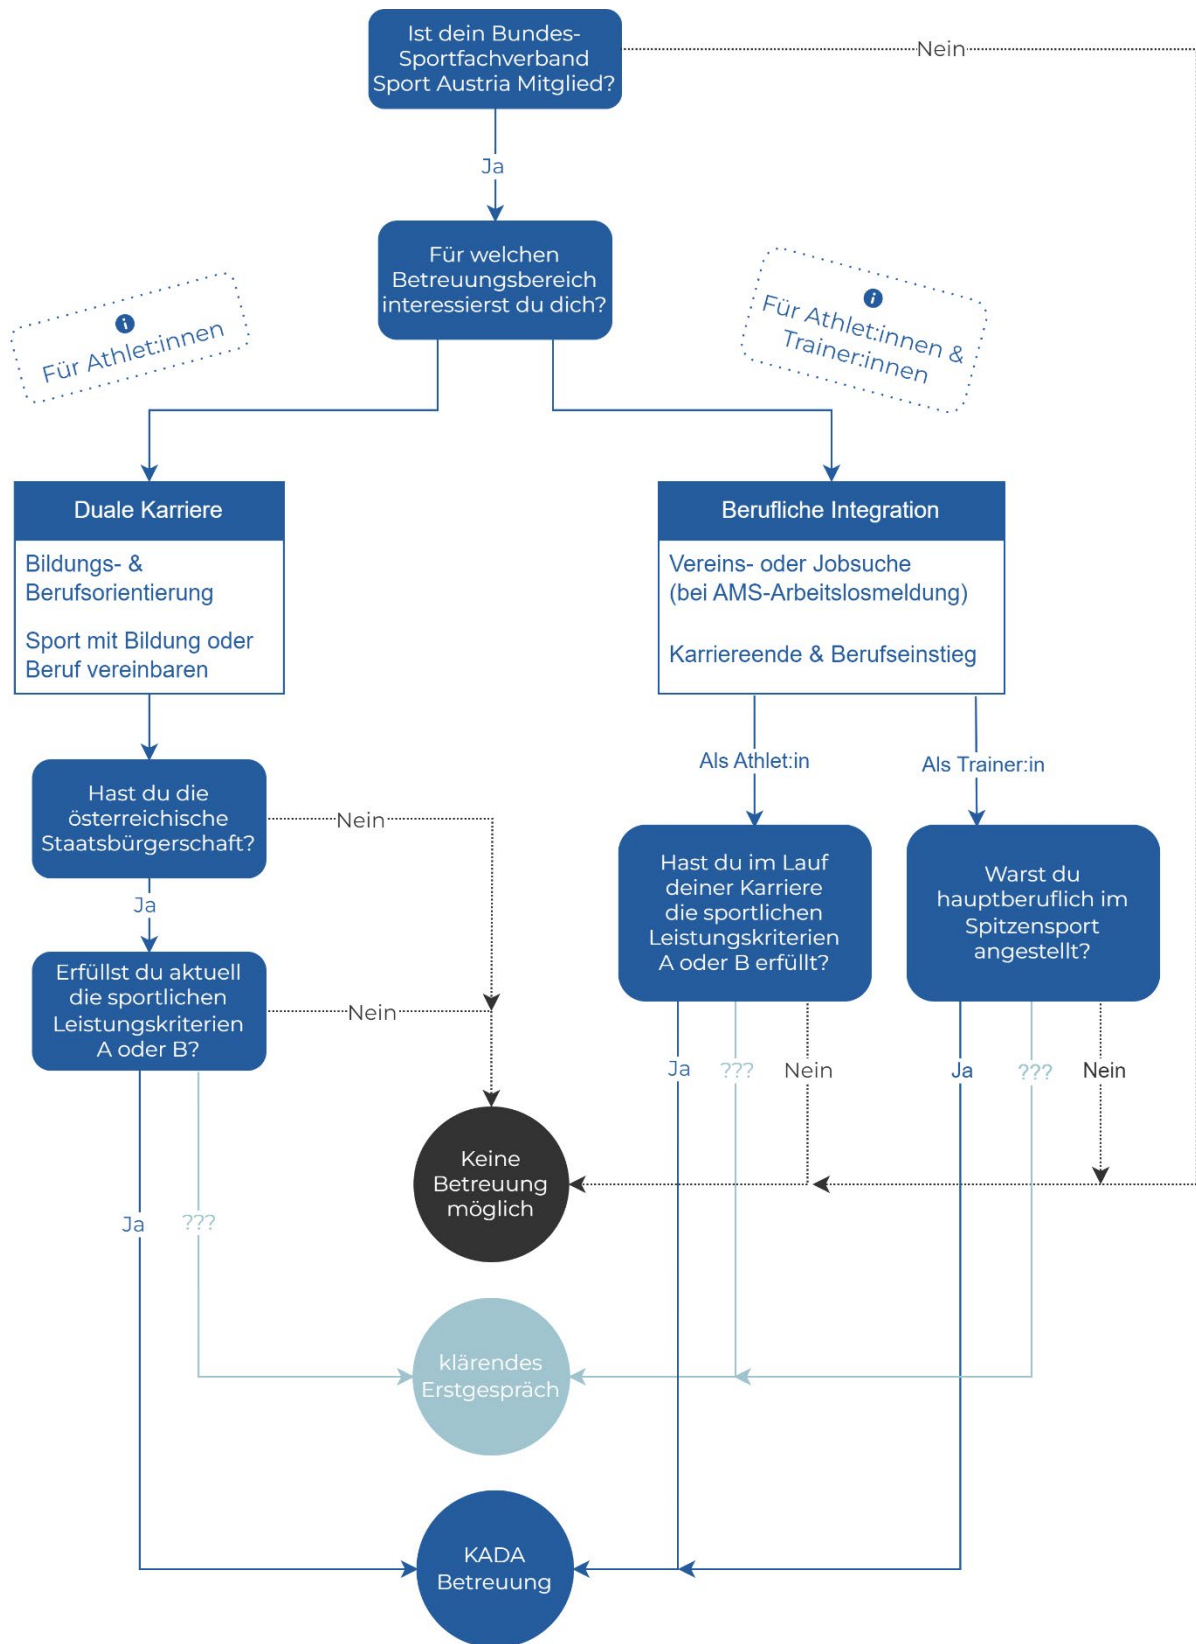 Ist dein Bundes-
Sportfachverband
Sport Austria Mitglied?
Nein
Ja
Für welchen
Betreuungsbereich
interessierst du dich?
Für Athlet:innen
Für Athlet:innen &
Trainer:innen
Duale Karriere
Bildungs- &
Berufsorientierung
Sport mit Bildung oder
Beruf vereinbaren
Berufliche Integration
Vereins- oder Jobsuche
(bei AMS-Arbeitslosmeldung)
Karriereende & Berufseinstieg
Als Athlet:in
Als Trainer:in
Hast du die
österreichische
Staatsbürgerschaft?
Nein
Ja
Erfüllst du aktuell
die sportlichen
Leistungskriterien
A oder B?
Nein
Hast du im Lauf
deiner Karriere
die sportlichen
Leistungskriterien
A oder B erfüllt?
Warst du
hauptberuflich im
Spitzensport
angestellt?
Ja
???
Nein
Ja
???
Nein
Ja
???
Keine
Betreuung
möglich
klärendes
Erstgespräch
KADA
Betreuung